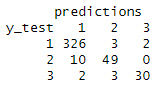 predictions
y_test 1 2 3
1 326 3 2
2 10 49 0
3 2 3 30